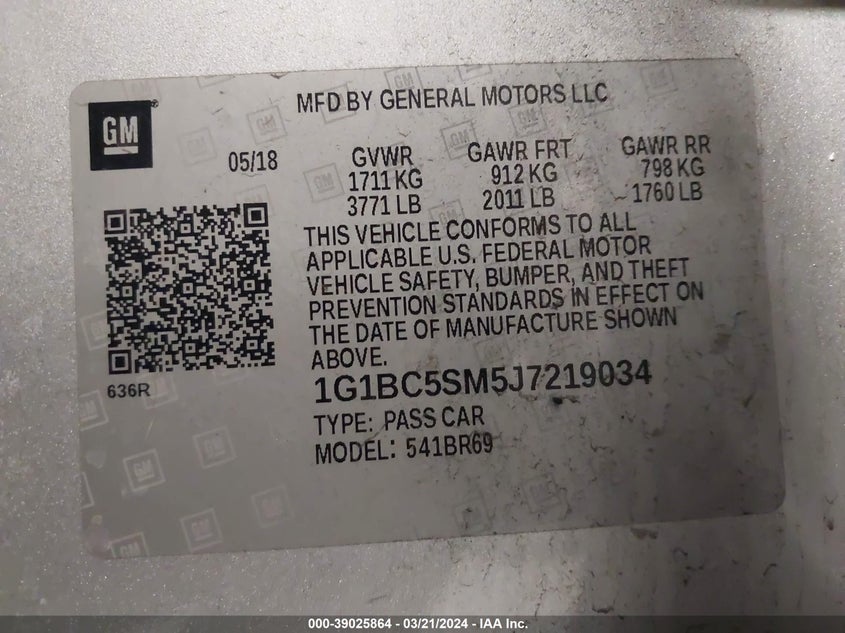 GM
MFD BY GENERAL MOTORS LLC
05/18 GVWR GAWR FRT GAWR RR
1711 KG 912 KG 798 KG
3771 LB 2011 LB 1760 LB
THIS VEHICLE CONFORMS TO ALL
APPLICABLE U.S. FEDERAL MOTOR
VEHICLE SAFETY, BUMPER, AND THEFT
PREVENTION STANDARDS IN EFFECT ON
THE DATE OF MANUFACTURE SHOWN
ABOVE.
636R
1G1BC5SM5J7219034
TYPE: PASS CAR
MODEL: 541BR69
000-39025864 - 03/21/2024 - IAA Inc.